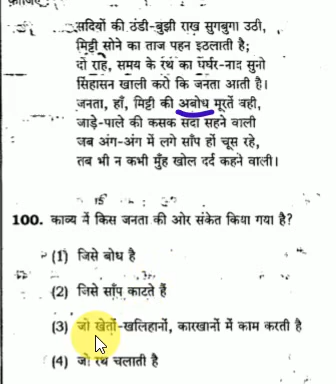 सदियों की ठंडी-बुझी राख सुगबुगा उठी,
मिट्टी सोने का ताज पहन इठलाती है;
दो राहे, समय के रथ का घर्घर-नाद सुनो
सिंहासन खाली करो कि जनता आती है।
जनता, हाँ, मिट्टी की अबोध मूरतें वही,
जाड़े-पाले की कसक सदा सहने वाली
जब अंग-अंग में लगे साँप हों चूस रहे,
तब भी न कभी मुँह खोल दर्द कहने वाली।
100. काव्य में किस जनता की ओर संकेत किया गया है?
(1) जिसे बोध है
(2) जिसे साँप काटते हैं
(3) जो खेतों-खलिहानों, कारखानों में काम करती है
(4) जो रथ चलाती है